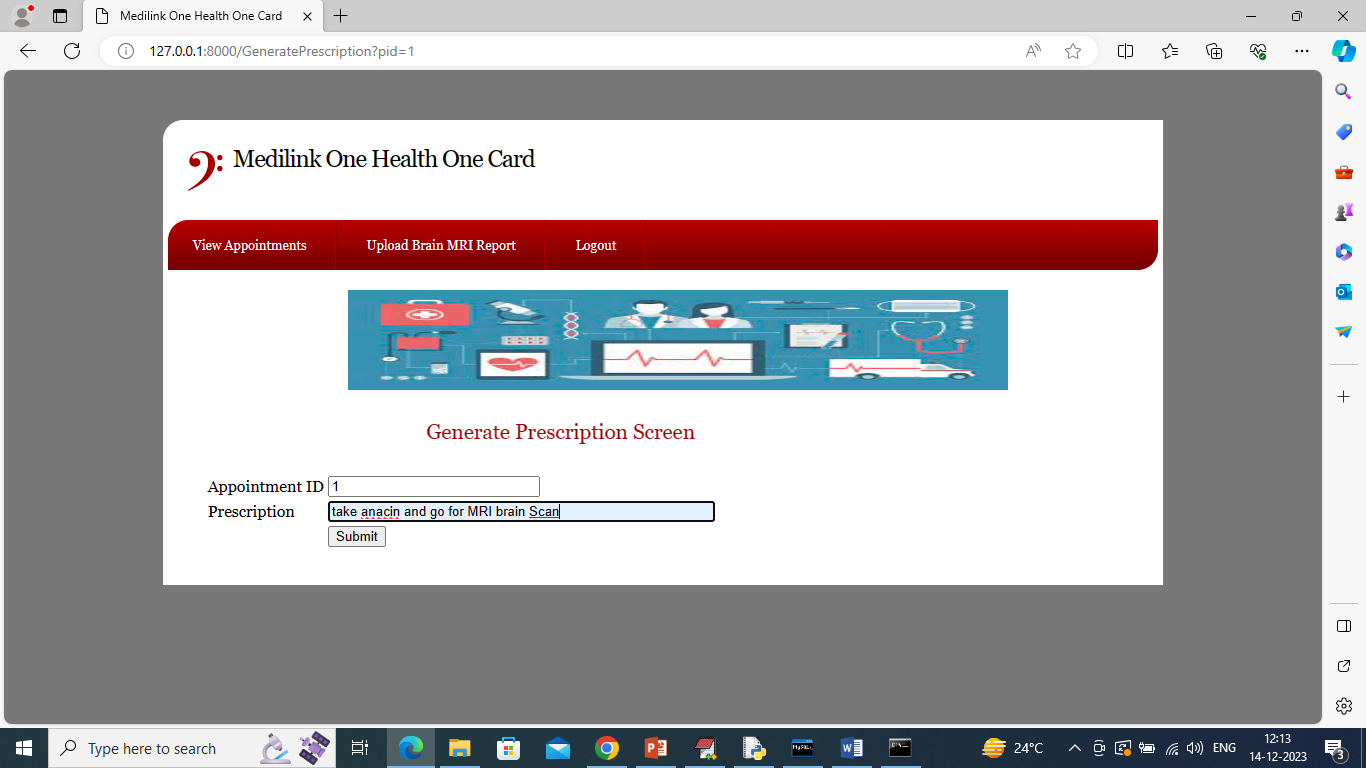 Medilink One Health One Card
127.0.0.1:8000/GeneratePrescription?pid=1
Medilink One Health One Card
View Appointments
Upload Brain MRI Report
Logout
Generate Prescription Screen
Appointment ID 1
Prescription take anacin and go for MRI brain Scan
Submit
Type here to search
24°C
ENG
12:13
14-12-2023
3